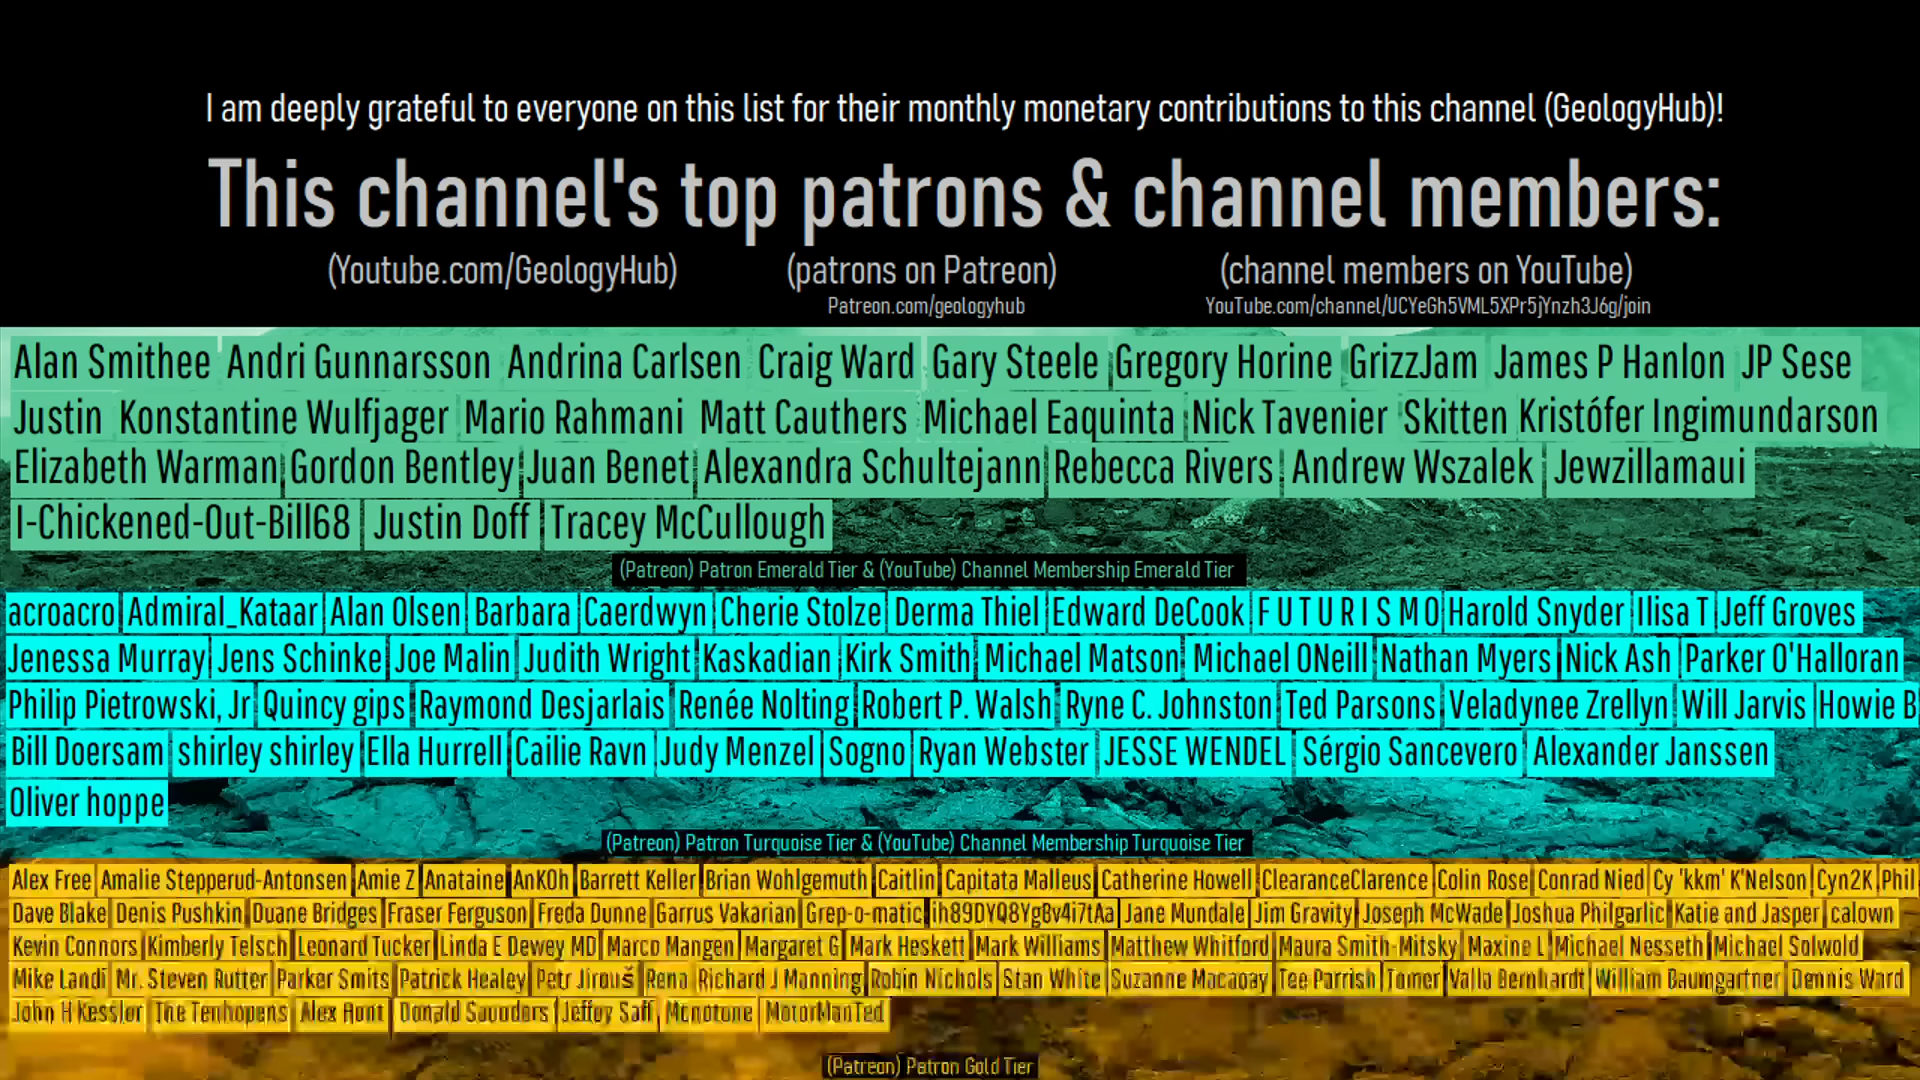 I am deeply grateful to everyone on this list for their monthly monetary contributions to this channel (GeologyHub)!
This channel's top patrons & channel members:
(Youtube.com/GeologyHub) (patrons on Patreon) (channel members on YouTube)
Patreon.com/geologyhub YouTube.com/channel/UCYeGh5VML5XPr5jYnzh3J6g/join
Alan Smithee Andri Gunnarsson Andrina Carlsen Craig Ward Gary Steele Gregory Horine GrizzJam James P Hanlon JP Sese
Justin Konstantine Wulfjager Mario Rahmani Matt Cauthers Michael Eaquinta Nick Tavenier Skitten Kristófer Ingimundarson
Elizabeth Warman Gordon Bentley Juan Benet Alexandra Schultejann Rebecca Rivers Andrew Wszalek Jewzillamaui
I-Chickened-Out-Bill68 Justin Doff Tracey McCullough
(Patreon) Patron Emerald Tier & (YouTube) Channel Membership Emerald Tier
acroacro Admiral_Kataar Alan Olsen Barbara Caerdwyn Cherie Stolze Derma Thiel Edward DeCook F U T U R I S M O Harold Snyder Ilisa T Jeff Groves
Jenessa Murray Jens Schinke Joe Malin Judith Wright Kaskadian Kirk Smith Michael Matson Michael ONeill Nathan Myers Nick Ash Parker O'Halloran
Philip Pietrowski, Jr Quincy gips Raymond Desjarlais Renée Nolting Robert P. Walsh Ryne C. Johnston Ted Parsons Veladynee Zrellyn Will Jarvis Howie B
Bill Doersam shirley shirley Ella Hurrell Cailie Ravn Judy Menzel Sogno Ryan Webster JESSE WENDEL Sérgio Sancevero Alexander Janssen
Oliver hoppe
(Patreon) Patron Turquoise Tier & (YouTube) Channel Membership Turquoise Tier
Alex Free Amalie Stepperud-Antonsen Amie Z Anataine AnKOh Barrett Keller Brian Wohlgemuth Caitlin Capitata Malleus Catherine Howell ClearanceClarence Colin Rose Conrad Nied Cy 'kkm' K'Nelson Cyn2K Phil
Dave Blake Denis Pushkin Duane Bridges Fraser Ferguson Freda Dunne Garrus Vakarian Grep-o-matic Jane Mundale Jim Gravity Joseph McWade Joshua Philgarlic Katie and Jasper calown
Kevin Connors Kimberly Telsch Leonard Tucker Linda E Dewey MD Marco Mangen Margaret G Mark Heskett Mark Williams Matthew Whitford Maura Smith-Mitsky Maxine L Michael Nesseth Michael Solwold
Mike Landi Mr. Steven Rutter Parker Smits Patrick Healey Petr Jirouš Rena Richard J Manning Robin Nichols Stan White Suzanne Tee Parrish Tomer Valla Bernhardt William Baumgartner Dennis Ward
John H Kessler The Tenhopens Alex Hunt Donald Saunders Jeffey Saff Monotone MotorManTed
(Patreon) Patron Gold Tier